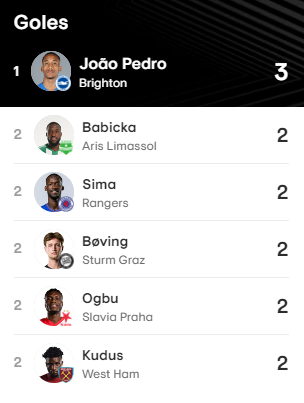 Goles
1
João Pedro
Brighton
3
2
Babicka
Aris Limassol
2
2
Sima
Rangers
2
2
Bøving
Sturm Graz
2
2
Ogbu
Slavia Praha
2
2
Kudus
West Ham
2